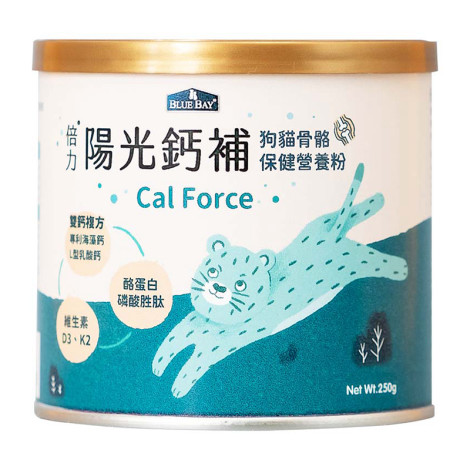 BLUE BAY
倍力
陽光鈣補
狗貓骨骼
保健營養粉
Cal Force
雙鈣複方
專利海藻鈣
L型乳酸鈣
酪蛋白
磷酸胜肽
維生素
D3、K2
Net Wt.250g